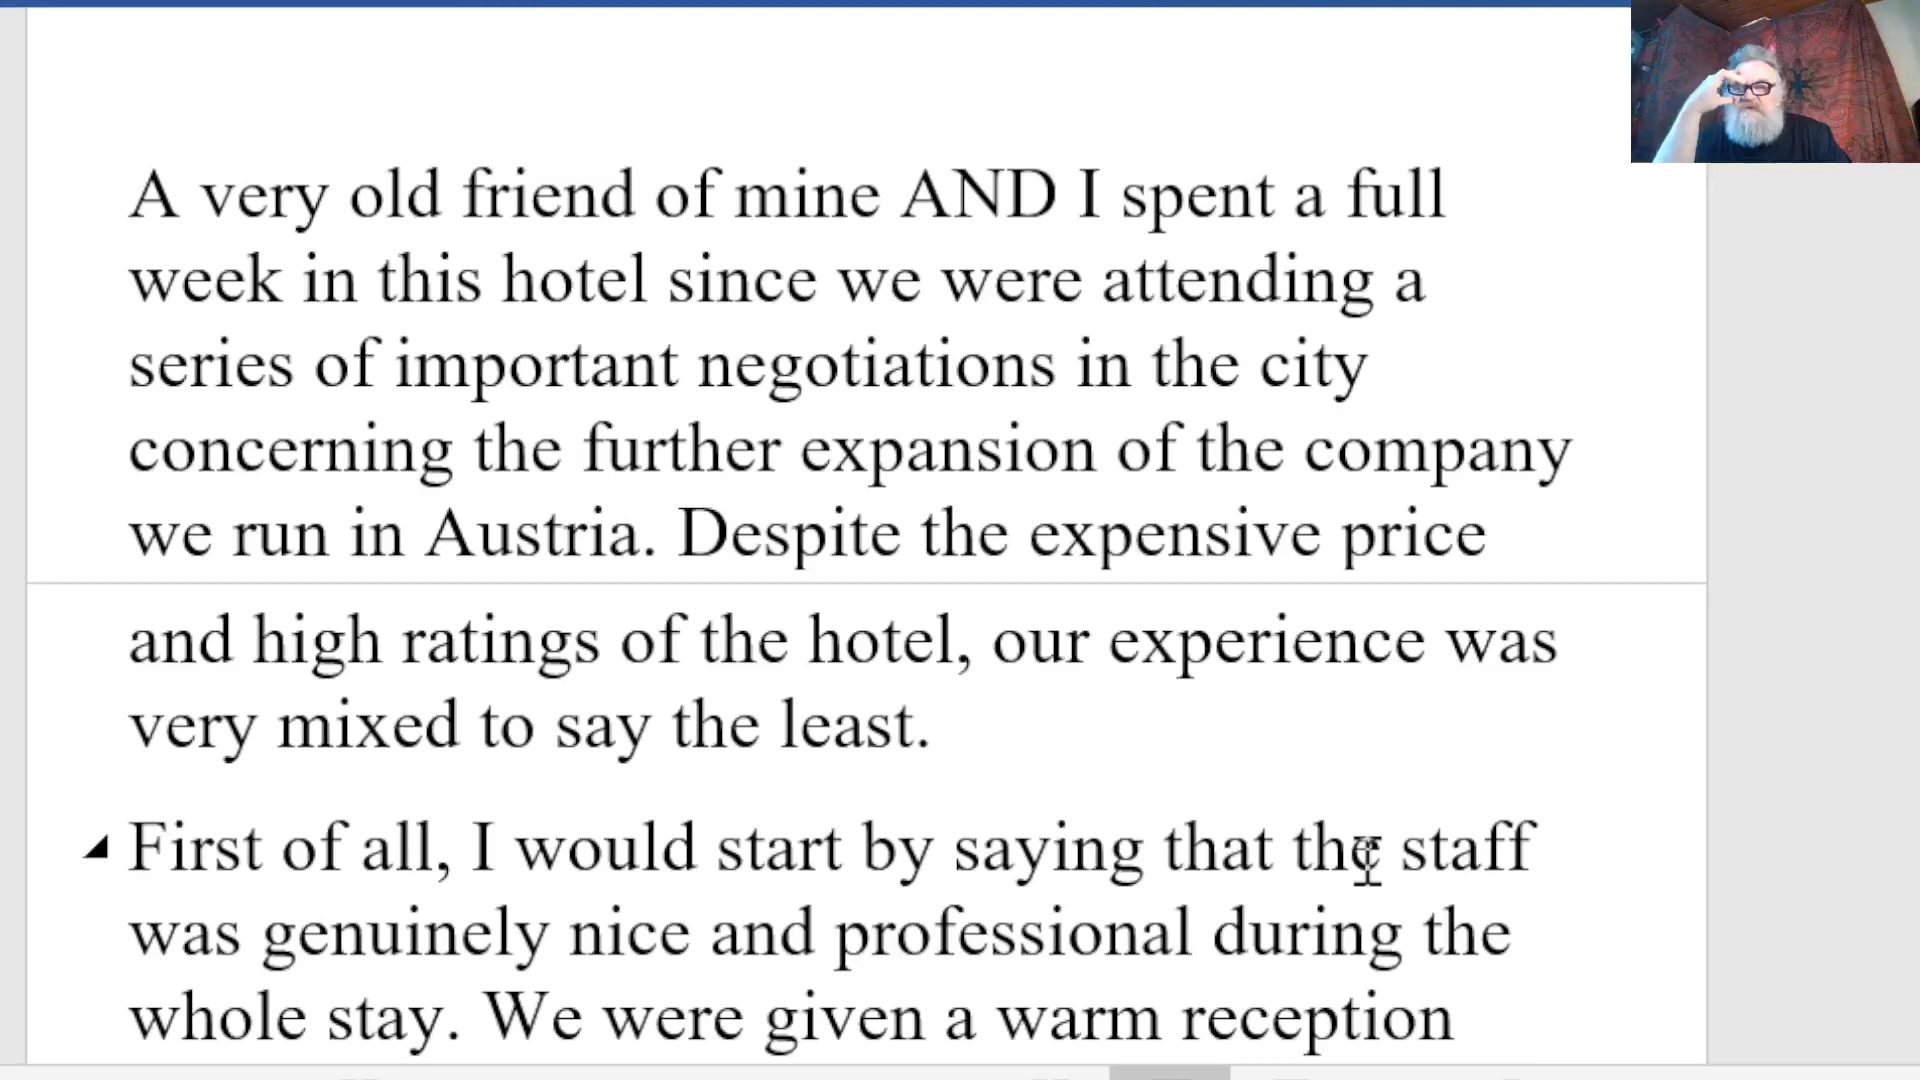 A very old friend of mine AND I spent a full
week in this hotel since we were attending a
series of important negotiations in the city
concerning the further expansion of the company
we run in Austria. Despite the expensive price
and high ratings of the hotel, our experience was
very mixed to say the least.
First of all, I would start by saying that the staff
was genuinely nice and professional during the
whole stay. We were given a warm reception